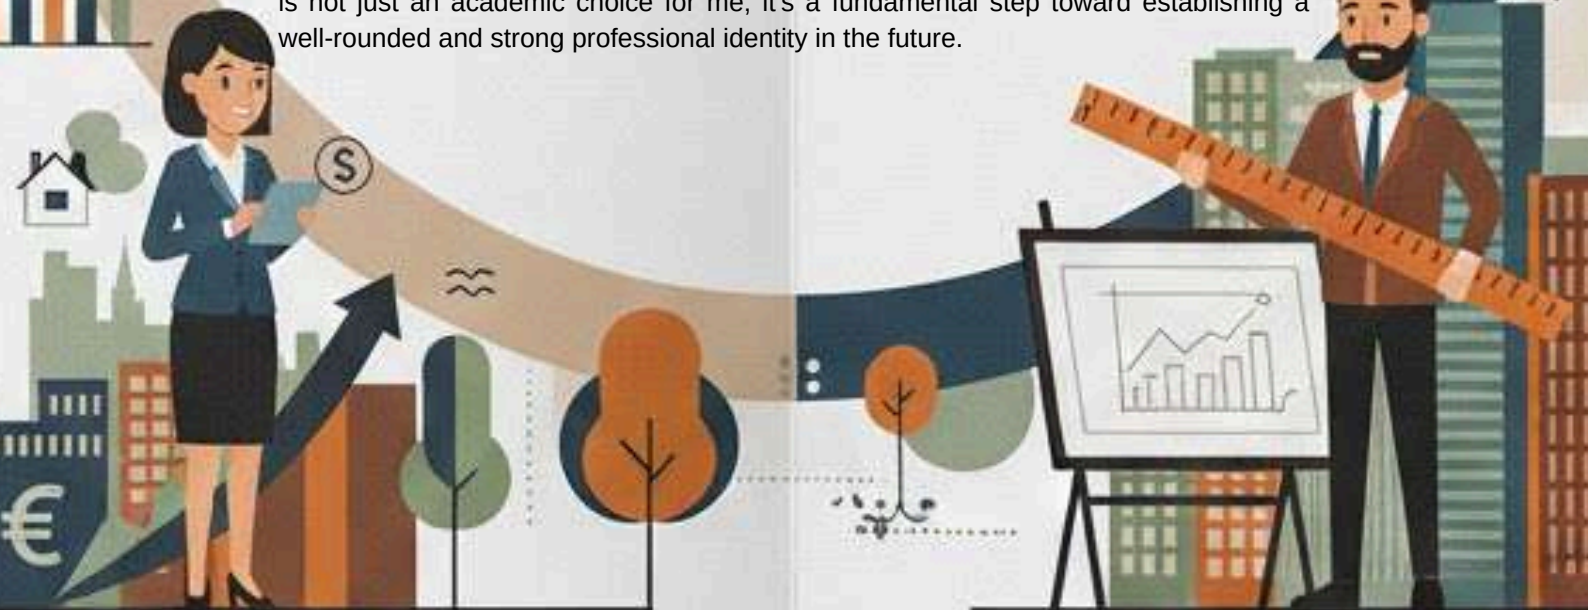 is not just an academic choice for me, it's a fundamental step toward establishing a
well-rounded and strong professional identity in the future.
$
€